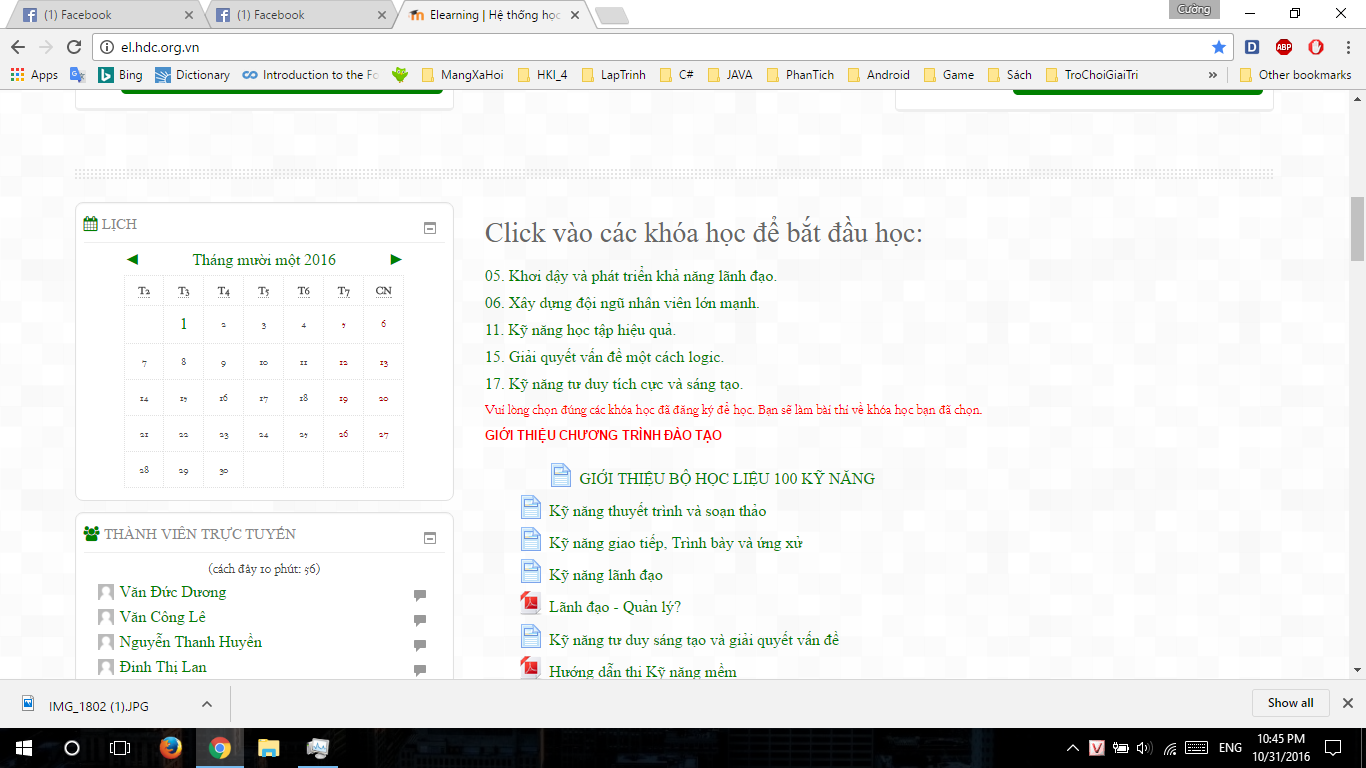 (1) Facebook
(1) Facebook
Elearning | Hệ thống học
Cường
el.hdc.org.vn
D
ABP
Apps
Bing
Dictionary
Introduction to the Fo
MangXaHoi
HKI_4
LapTrinh
C#
JAVA
PhanTich
Android
Game
Sách
TroChoiGiaiTri
»
Other bookmarks
LỊCH
Tháng mười một 2016
T2 T3 T4 T5 T6 T7 CN
1 2 3 4 5 6
7 8 9 10 11 12 13
14 15 16 17 18 19 20
21 22 23 24 25 26 27
28 29 30
THÀNH VIÊN TRỰC TUYẾN
(cách đây 10 phút: 56)
Văn Đức Dương
Văn Công Lê
Nguyễn Thanh Huyền
Đinh Thị Lan
Click vào các khóa học để bắt đầu học:
05. Khơi dậy và phát triển khả năng lãnh đạo.
06. Xây dựng đội ngũ nhân viên lớn mạnh.
11. Kỹ năng học tập hiệu quả.
15. Giải quyết vấn đề một cách logic.
17. Kỹ năng tư duy tích cực và sáng tạo.
Vui lòng chọn đúng các khóa học đã đăng ký để học. Bạn sẽ làm bài thi về khóa học bạn đã chọn.
GIỚI THIỆU CHƯƠNG TRÌNH ĐÀO TẠO
GIỚI THIỆU BỘ HỌC LIỆU 100 KỸ NĂNG
Kỹ năng thuyết trình và soạn thảo
Kỹ năng giao tiếp, Trình bày và ứng xử
Kỹ năng lãnh đạo
Lãnh đạo - Quản lý?
Kỹ năng tư duy sáng tạo và giải quyết vấn đề
Hướng dẫn thi Kỹ năng mềm
IMG_1802 (1).JPG
Show all
V
ENG
10:45 PM
10/31/2016